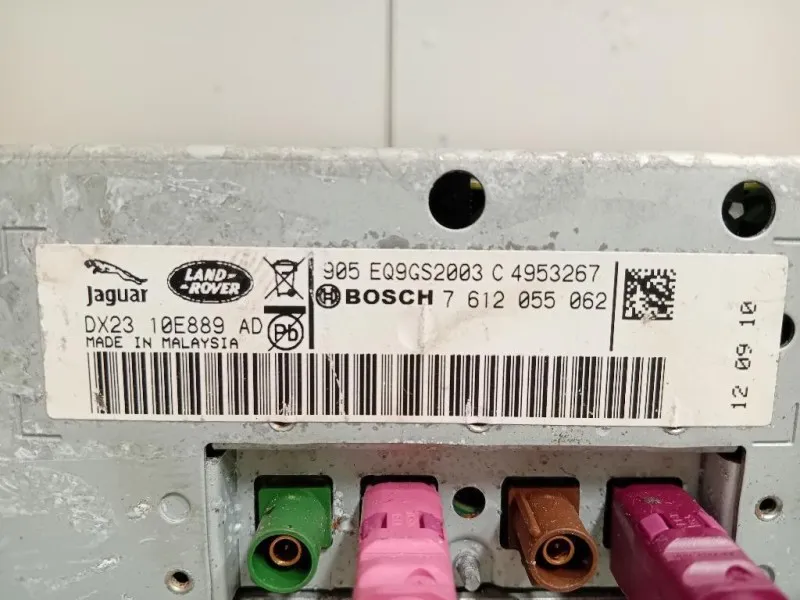 Jaguar
LAND-
ROVER
905 EQ9GS2003 C 4953267
BOSCH 7 612 055 062
DX23 10E889 AD
Pb
MADE IN MALAYSIA
12 09 10